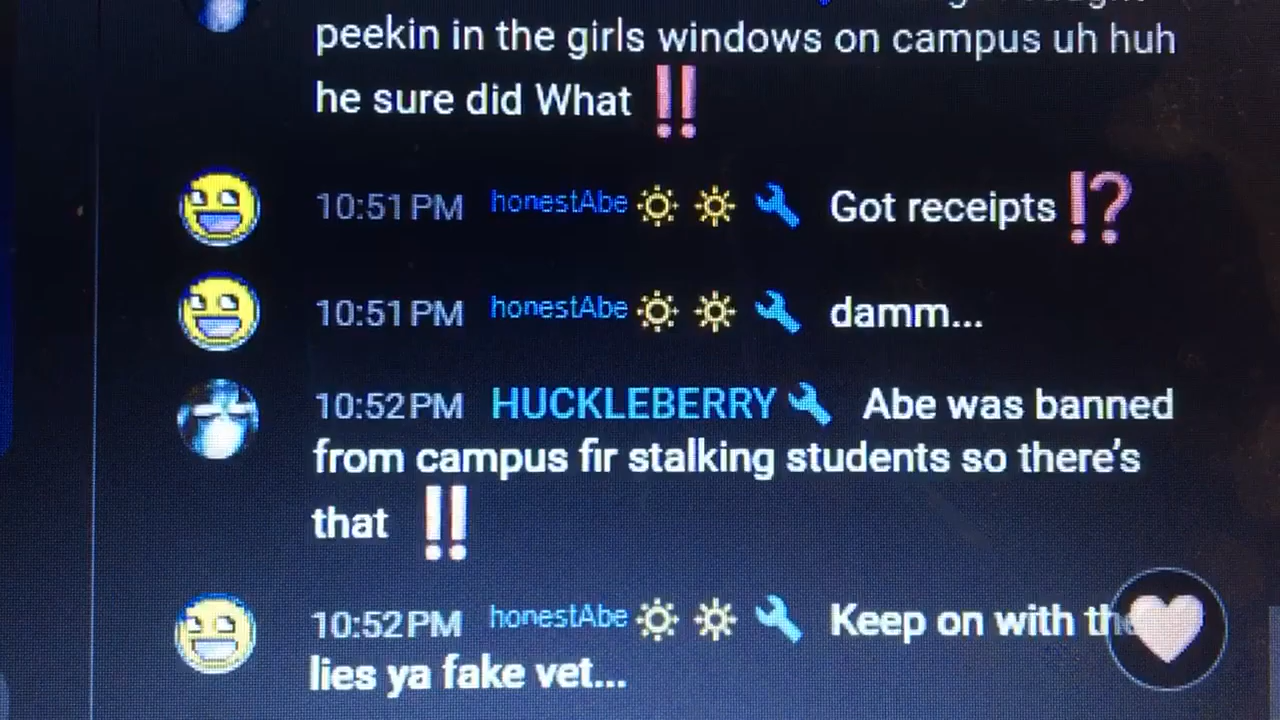 peekin in the girls windows on campus uh huh
he sure did What ‼
10:51 PM honestAbe🔆🔆🔧 Got receipts⁉
10:51 PM honestAbe🔆🔆🔧 damm...
10:52 PM HUCKLEBERRY🔧 Abe was banned
from campus fir stalking students so there's
that ‼
10:52 PM honestAbe🔆🔆🔧 Keep on with the
lies ya fake vet...